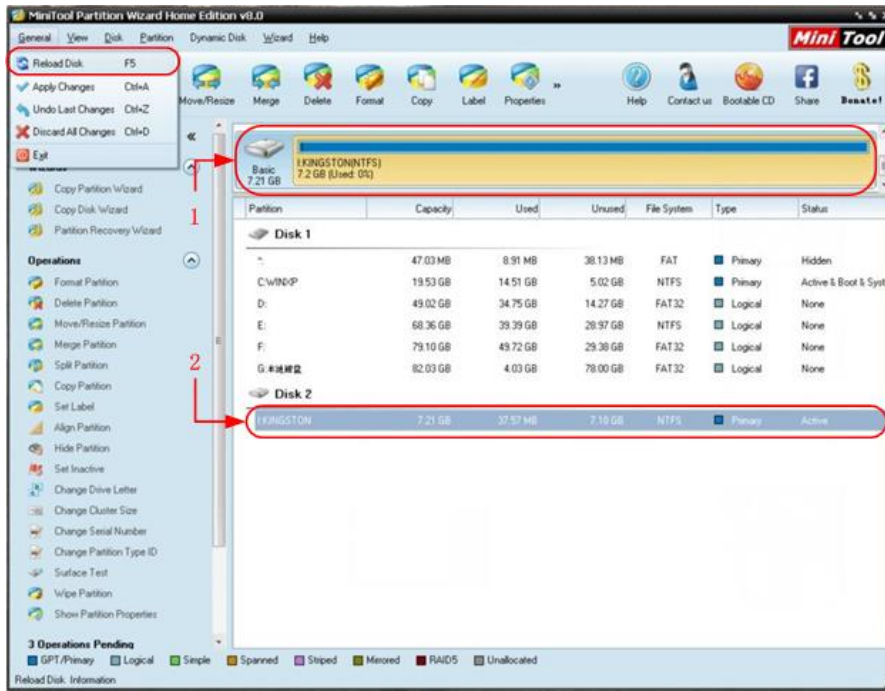 MiniTool Partition Wizard Home Edition v8.0
General View Disk Partition Dynamic Disk Wizard Help
Mini Tool
Reload Disk F5
Apply Changes Ctrl+A
Undo Last Changes Ctrl+Z
Discard All Changes Ctrl+D
Exit
Move/Resize Merge Delete Format Copy Label Properties » Help Contact us Bootable CD Share Donate!
«
Basic
7.21 GB
I:KINGSTON(NTFS)
7.2 GB (Used: 0%)
1
Wizards
Copy Partition Wizard
Copy Disk Wizard
Partition Recovery Wizard
Operations
Format Partition
Delete Partition
Move/Resize Partition
Merge Partition
Split Partition
Copy Partition
Set Label
Align Partition
Hide Partition
Set Inactive
Change Drive Letter
Change Cluster Size
Change Serial Number
Change Partition Type ID
Surface Test
Wipe Partition
Show Partition Properties
3 Operations Pending
2
Partition Capacity Used Unused File System Type Status
Disk 1
*: 47.03 MB 8.91 MB 38.13 MB FAT Primary Hidden
C:WINXP 19.53 GB 14.51 GB 5.02 GB NTFS Primary Active & Boot & Syst
D: 49.02 GB 34.75 GB 14.27 GB FAT32 Logical None
E: 68.36 GB 39.39 GB 28.97 GB NTFS Logical None
F: 79.10 GB 49.72 GB 29.38 GB FAT32 Logical None
G: 82.03 GB 4.03 GB 78.00 GB FAT32 Logical None
Disk 2
I:KINGSTON 7.21 GB 37.57 MB 7.18 GB NTFS Primary Active
GPT/Primary Logical Simple Spanned Striped Mirrored RAID5 Unallocated
Reload Disk Information